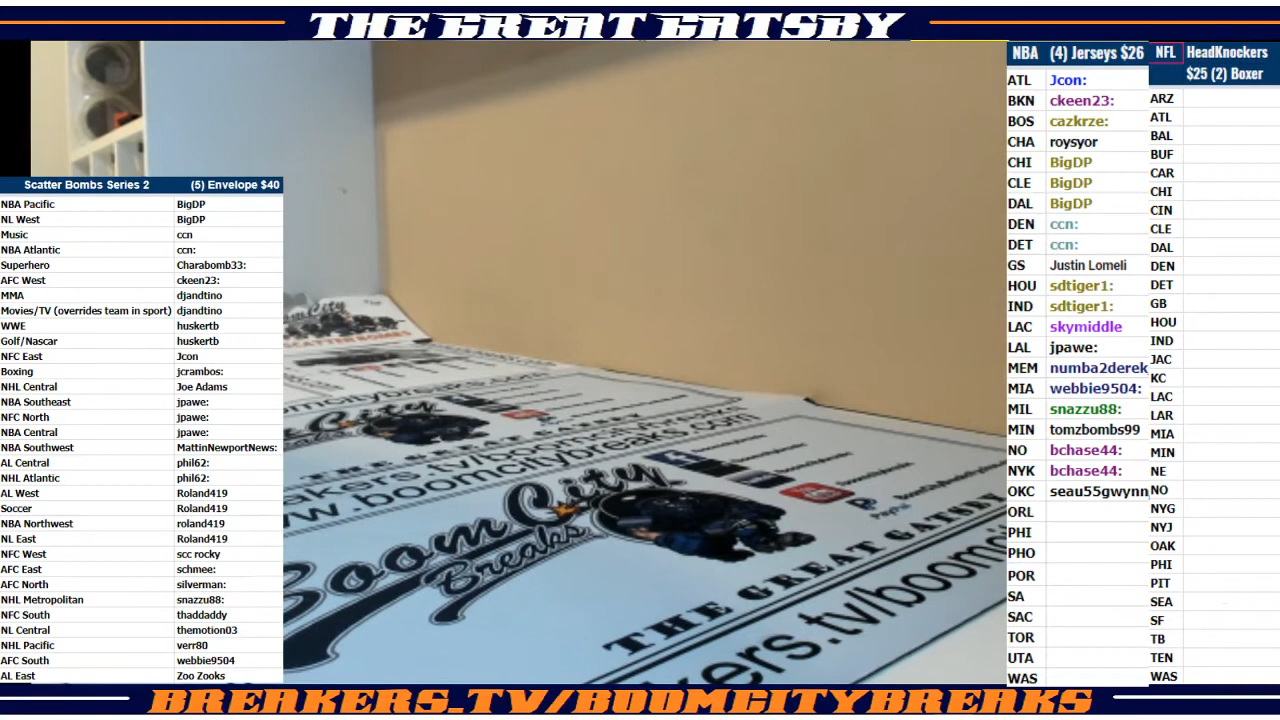 THE GREAT GATSBY
Scatter Bombs Series 2 (5) Envelope $40
NBA Pacific BigDP
NL West BigDP
Music ccn
NBA Atlantic ccn:
Superhero Charabomb33:
AFC West ckeen23:
MMA djandtino
Movies/TV (overrides team in sport) djandtino
WWE huskertb
Golf/Nascar huskertb
NFC East Jcon
Boxing jcrambos:
NHL Central Joe Adams
NBA Southeast jpawe:
NFC North jpawe:
NBA Central jpawe:
NBA Southwest MattinNewportNews:
AL Central phil62:
NHL Atlantic phil62:
AL West Roland419
Soccer Roland419
NBA Northwest roland419
NL East Roland419
NFC West scc rocky
AFC East schmee:
AFC North silverman:
NHL Metropolitan snazzu88:
NFC South thaddaddy
NL Central themotion03
NHL Pacific verr80
AFC South webbie9504
AL East Zoo Zooks
www.boomcitybreaks.com
Boom City
Breaks
PayPal
THE GREAT GATSBY
kers.tv/boomc
NBA (4) Jerseys $26
ATL Jcon:
BKN ckeen23:
BOS cazkrze:
CHA roysyor
CHI BigDP
CLE BigDP
DAL BigDP
DEN ccn:
DET ccn:
GS Justin Lomeli
HOU sdtiger1:
IND sdtiger1:
LAC skymiddle
LAL jpawe:
MEM numba2derek
MIA webbie9504:
MIL snazzu88:
MIN tomzbombs99
NO bchase44:
NYK bchase44:
OKC seau55gwynn
ORL
PHI
PHO
POR
SA
SAC
TOR
UTA
WAS
NFL HeadKnockers
$25 (2) Boxer
ARZ
ATL
BAL
BUF
CAR
CHI
CIN
CLE
DAL
DEN
DET
GB
HOU
IND
JAC
KC
LAC
LAR
MIA
MIN
NE
NO
NYG
NYJ
OAK
PHI
PIT
SEA
SF
TB
TEN
WAS
BREAKERS.TV/BOOMCITYBREAKS